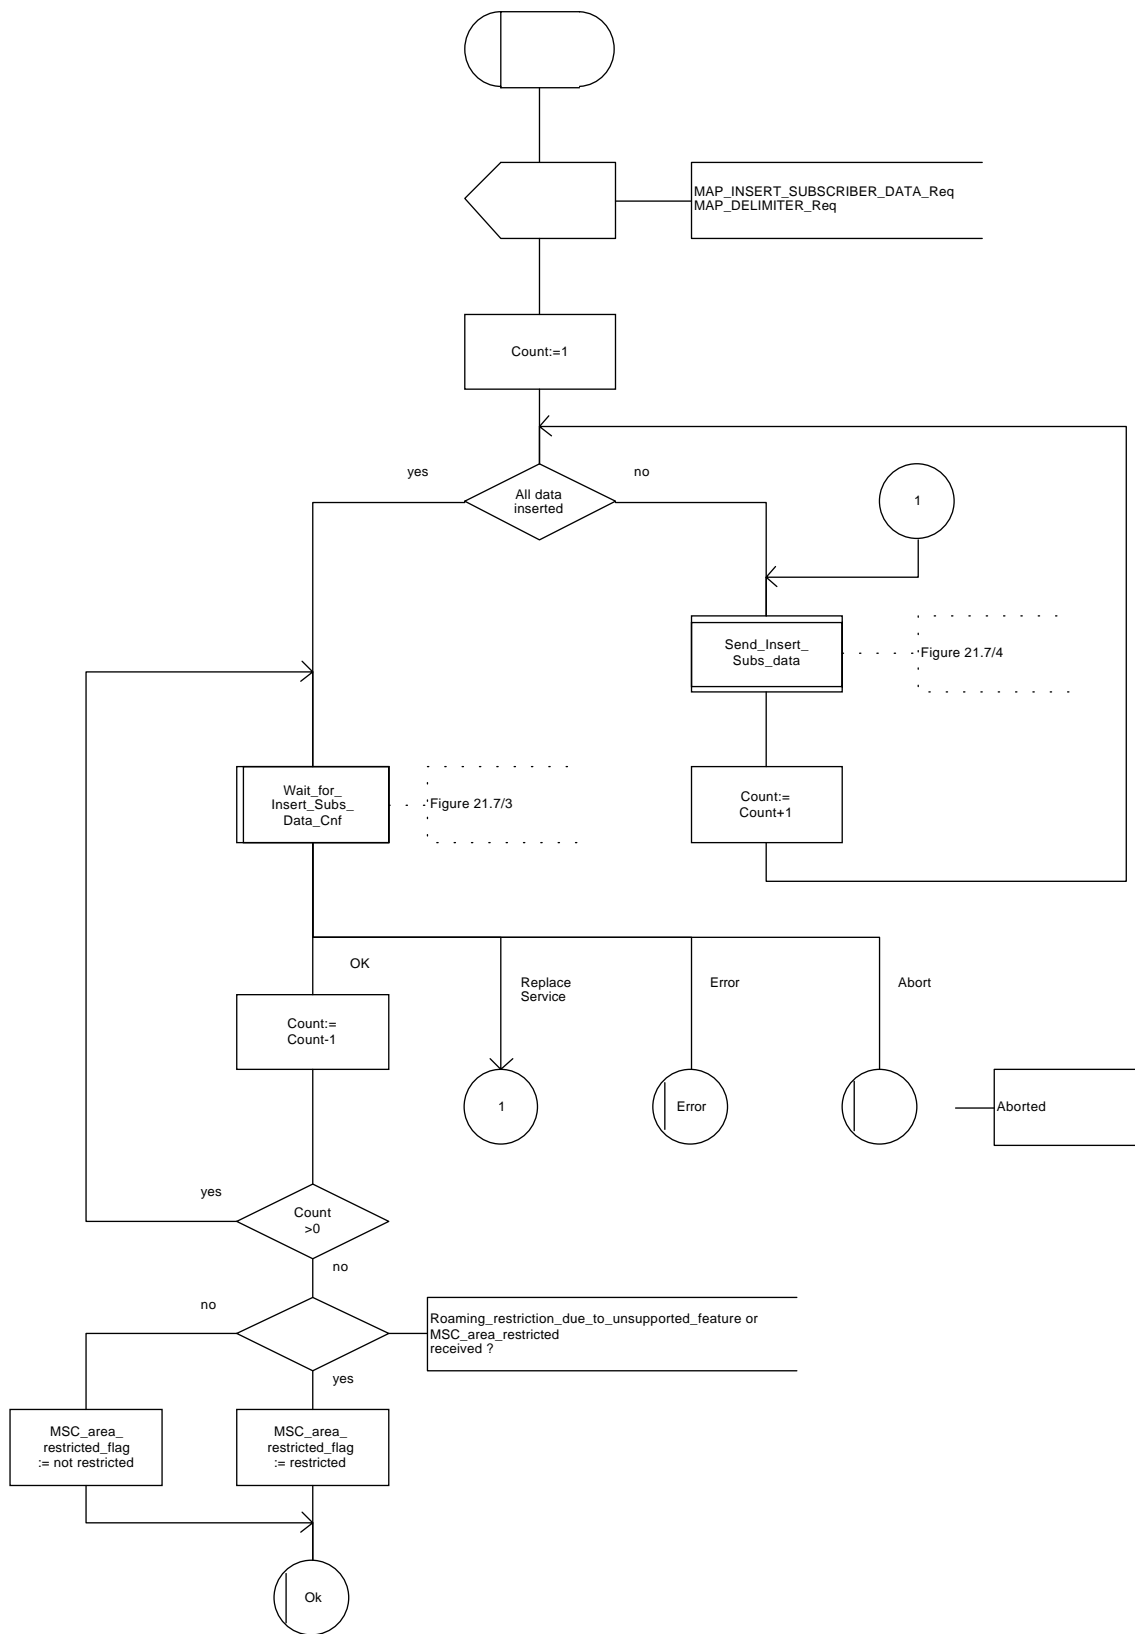 MAP_INSERT_SUBSCRIBER_DATA_Req
MAP_DELIMITER_Req
Count:=1
yes
no
All data
inserted
1
Send_Insert_
Subs_data
Figure 21.7/4
Wait_for_
Insert_Subs_
Data_Cnf
Figure 21.7/3
Count:=
Count+1
OK
Replace
Service
Error
Abort
Count:=
Count-1
1
Error
Aborted
yes
Count
>0
no
no
Roaming_restriction_due_to_unsupported_feature or
MSC_area_restricted
received ?
yes
MSC_area_
restricted_flag
:= not restricted
MSC_area_
restricted_flag
:= restricted
Ok